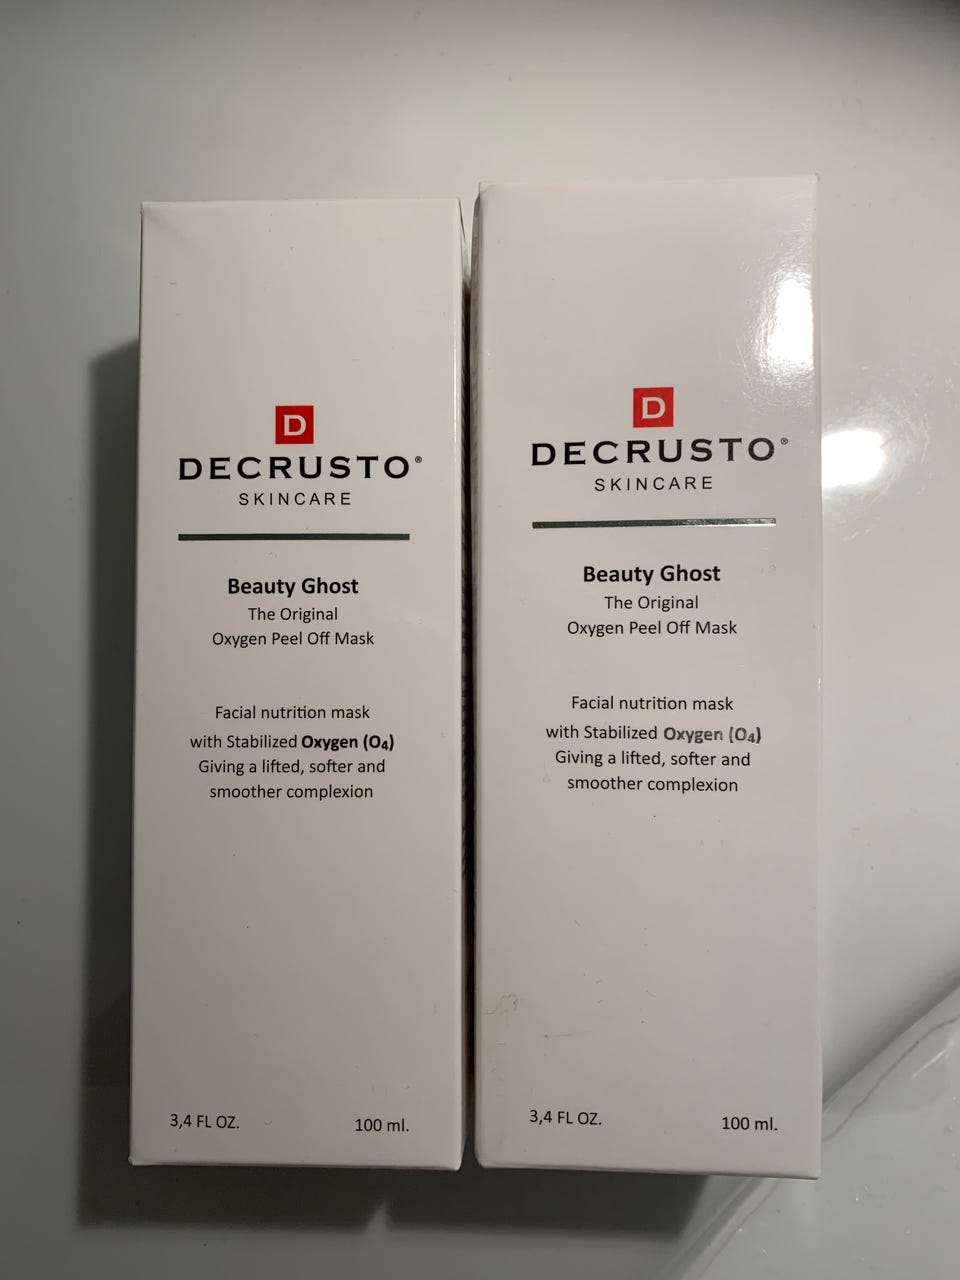 D
DECRUSTO®
SKINCARE
Beauty Ghost
The Original
Oxygen Peel Off Mask
Facial nutrition mask
with Stabilized Oxygen (O₄)
Giving a lifted, softer and
smoother complexion
3,4 FL OZ. 100 ml.
D
DECRUSTO®
SKINCARE
Beauty Ghost
The Original
Oxygen Peel Off Mask
Facial nutrition mask
with Stabilized Oxygen (O₄)
Giving a lifted, softer and
smoother complexion
3,4 FL OZ. 100 ml.